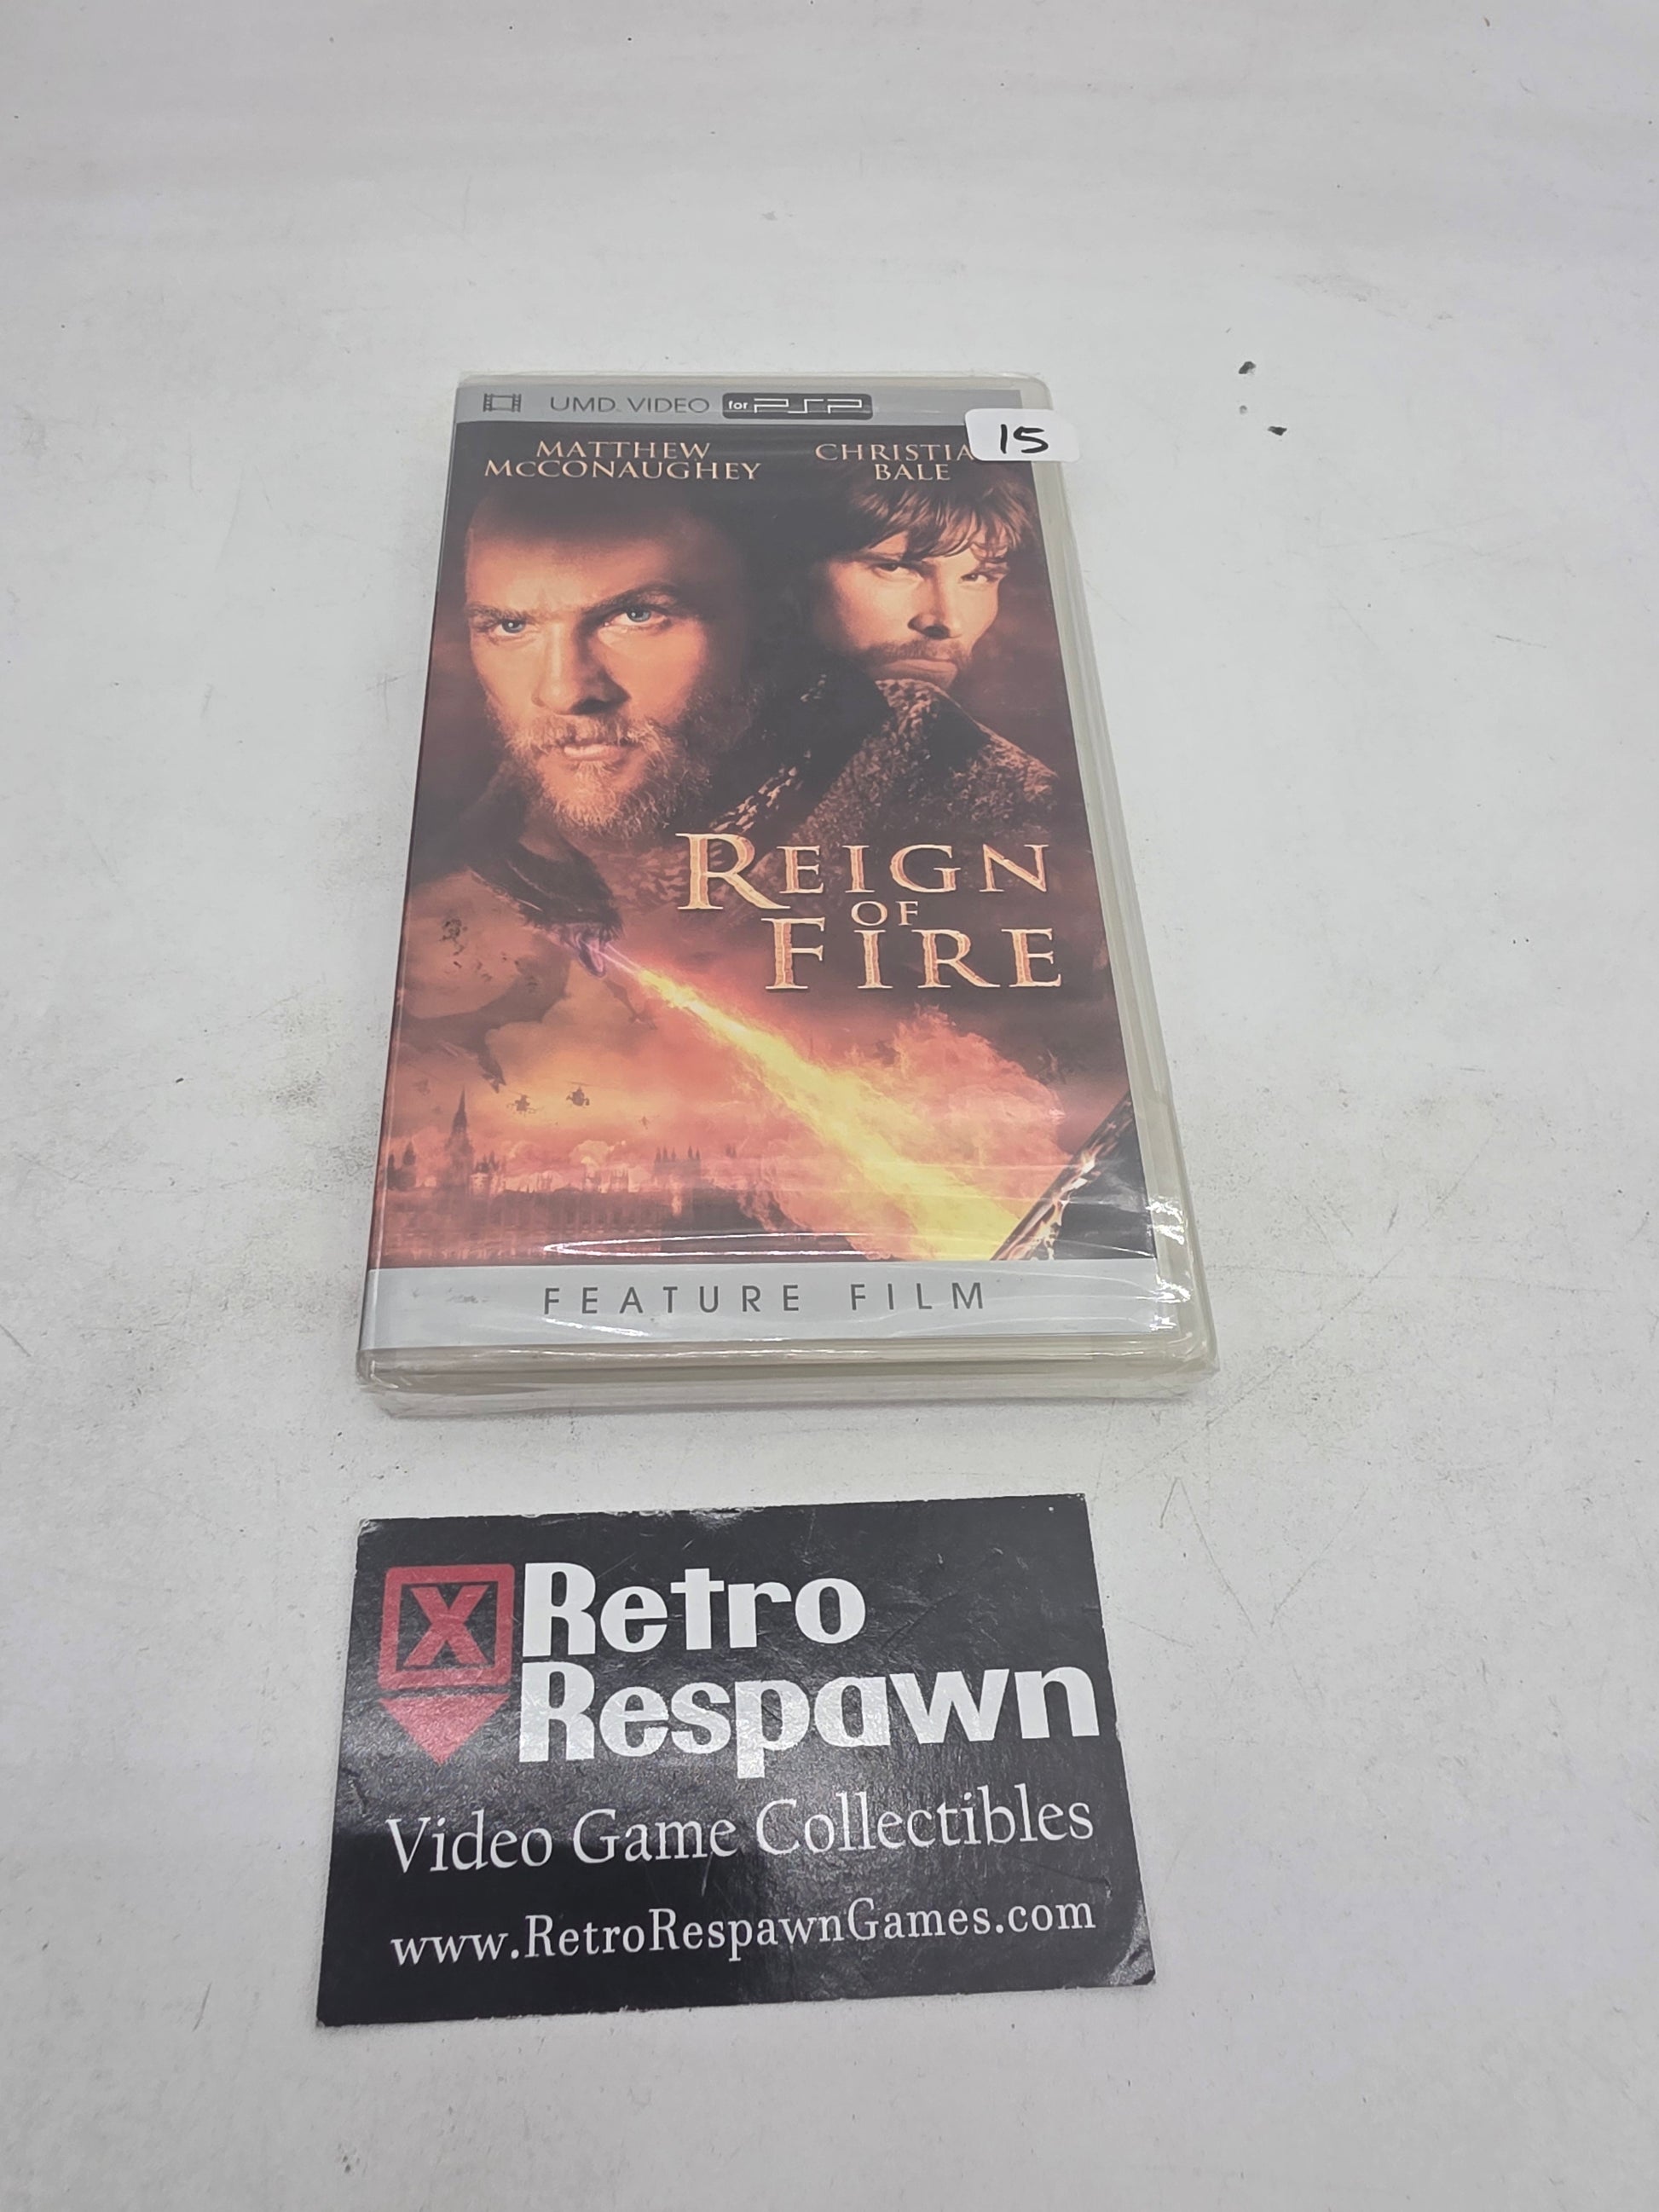 UMD VIDEO for PSP
15
MATTHEW McCONAUGHEY
CHRISTIA BALE
REIGN
OF
FIRE
FEATURE FILM
X
Retro
Respawn
Video Game Collectibles
www.RetroRespawnGames.com